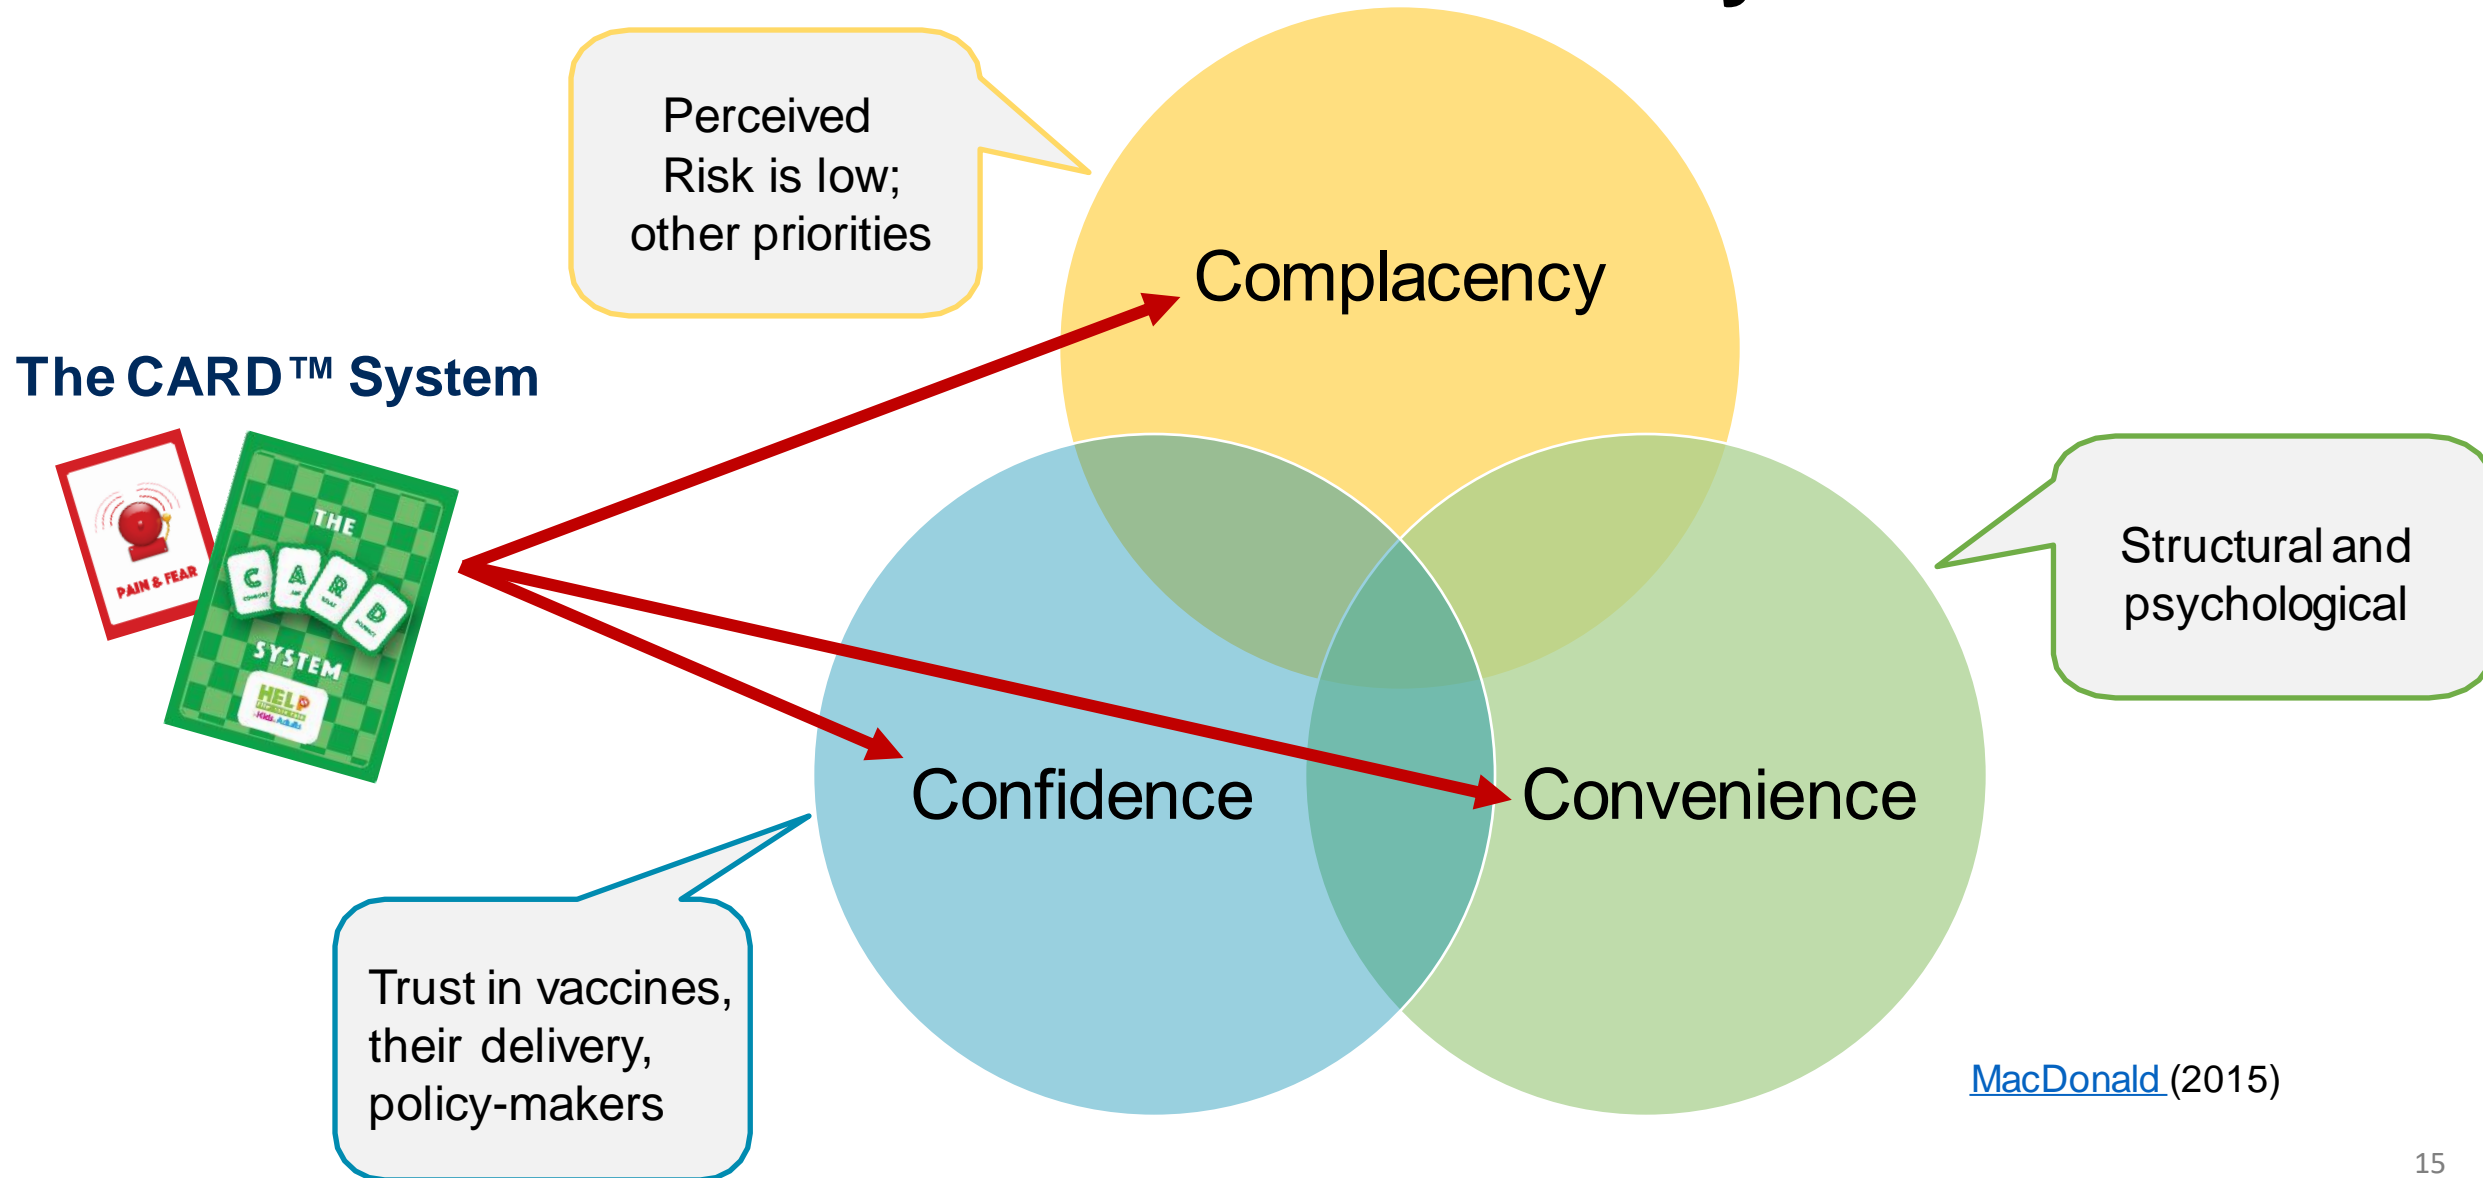 Perceived
Risk is low;
other priorities
Complacency
The CARD™ System
PAIN & FEAR
THE
C A R D
SYSTEM
HELP
Structural and
psychological
Confidence
Convenience
Trust in vaccines,
their delivery,
policy-makers
MacDonald (2015)
15